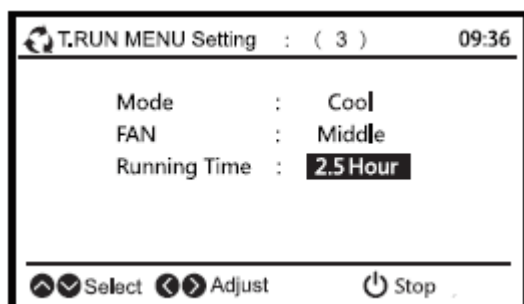 T.RUN MENU Setting : ( 3 ) 09:36
Mode : Cool
FAN : Middle
Running Time : 2.5 Hour
Select Adjust Stop